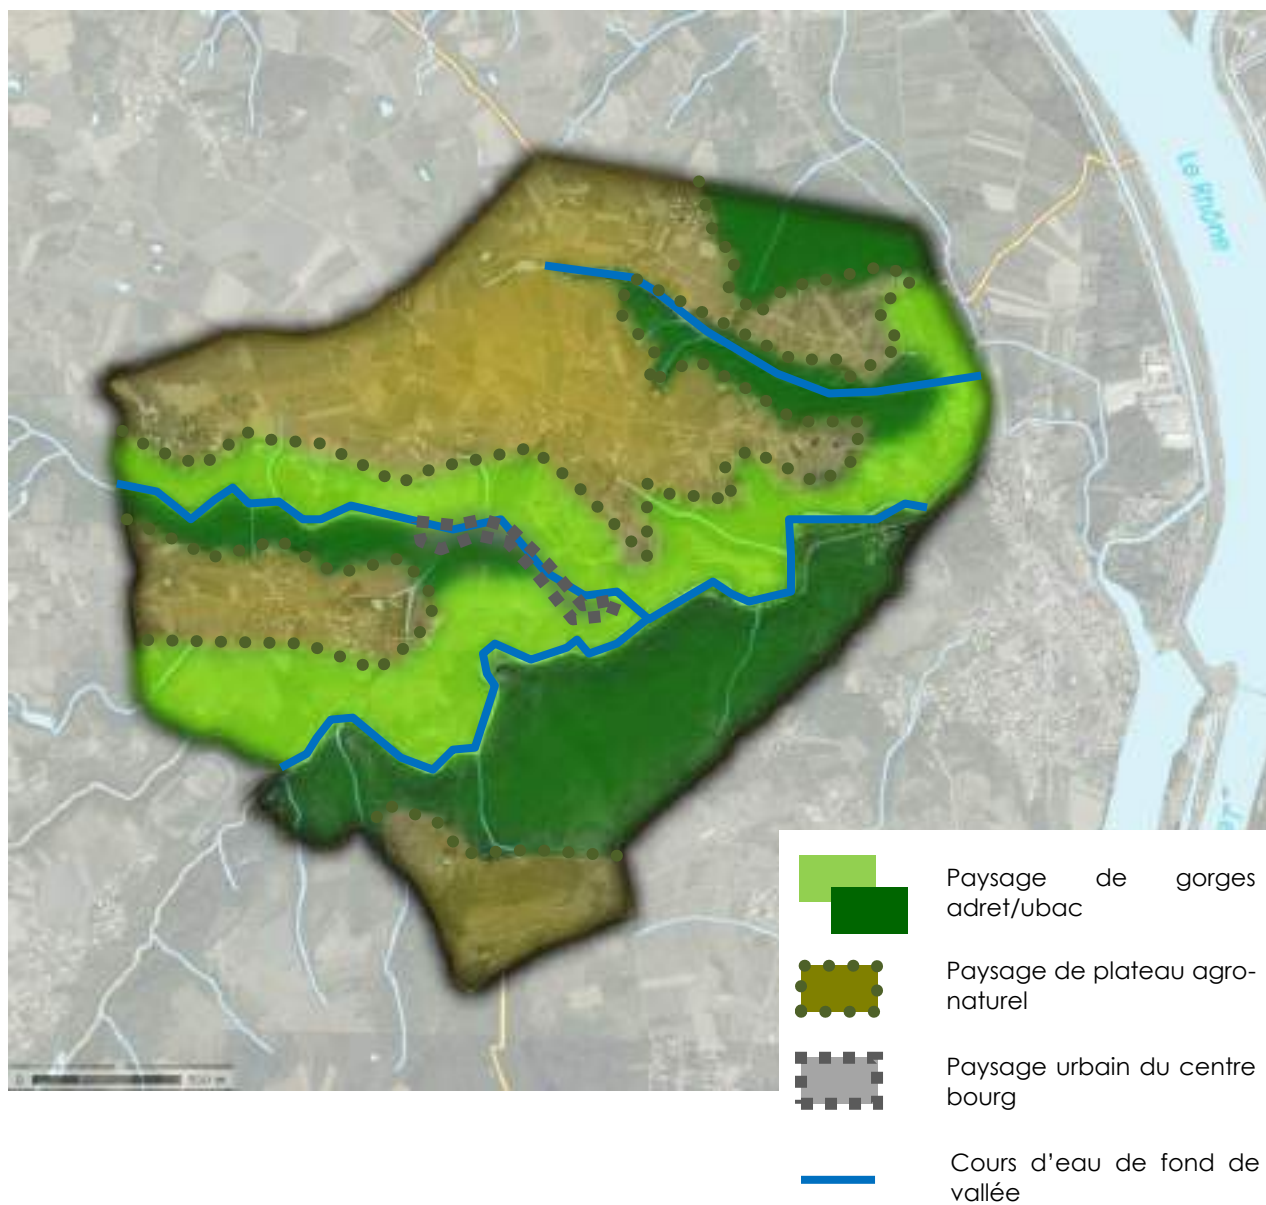 Le Rhône
Paysage de gorges
adret/ubac
Paysage de plateau agro-
naturel
Paysage urbain du centre
bourg
Cours d'eau de fond de
vallée
0